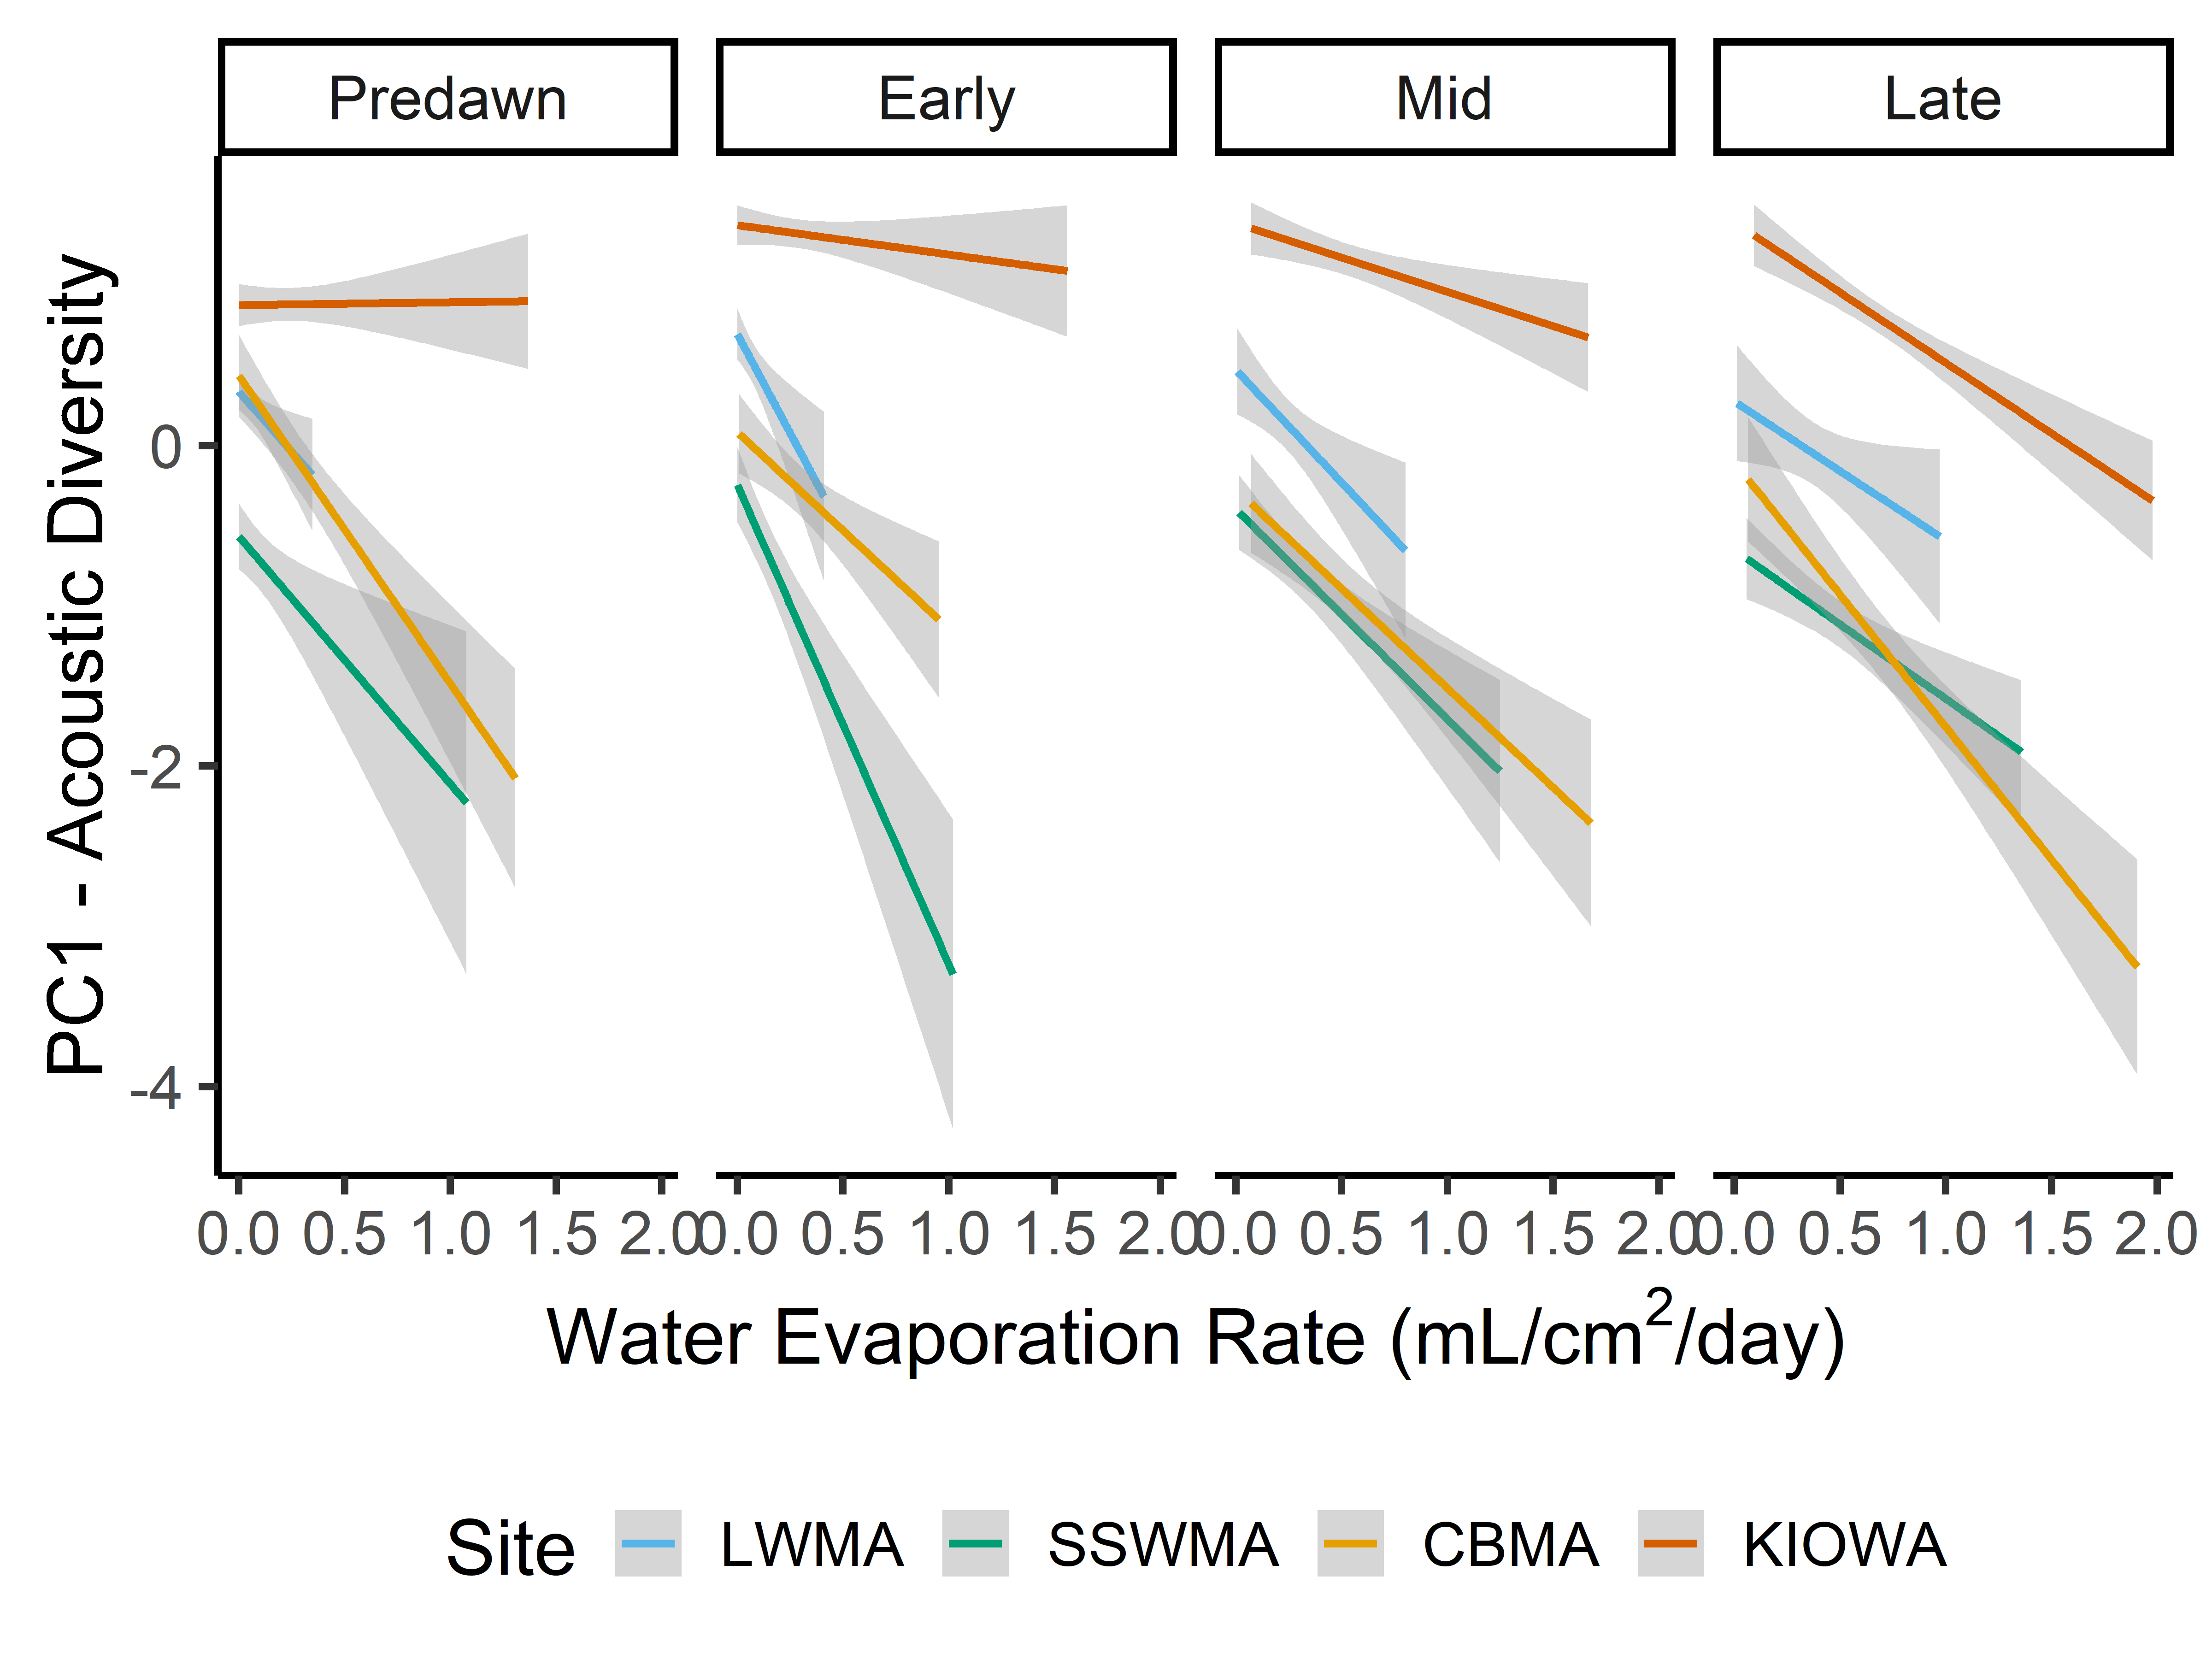 Predawn Early Mid Late
PC1 - Acoustic Diversity
0
-2
-4
0.0 0.5 1.0 1.5 2.0 0.0 0.5 1.0 1.5 2.0 0.0 0.5 1.0 1.5 2.0 0.0 0.5 1.0 1.5 2.0
Water Evaporation Rate (mL/cm²/day)
Site LWMA SSWMA CBMA KIOWA